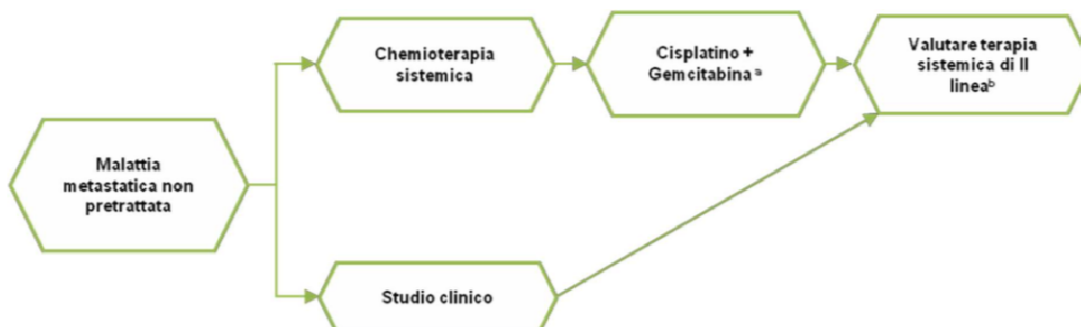 Chemioterapia
sistemica
Cisplatino +
Gemcitabina a
Valutare terapia
sistemica di II
linea b
Malattia
metastatica non
pretrattata
Studio clinico